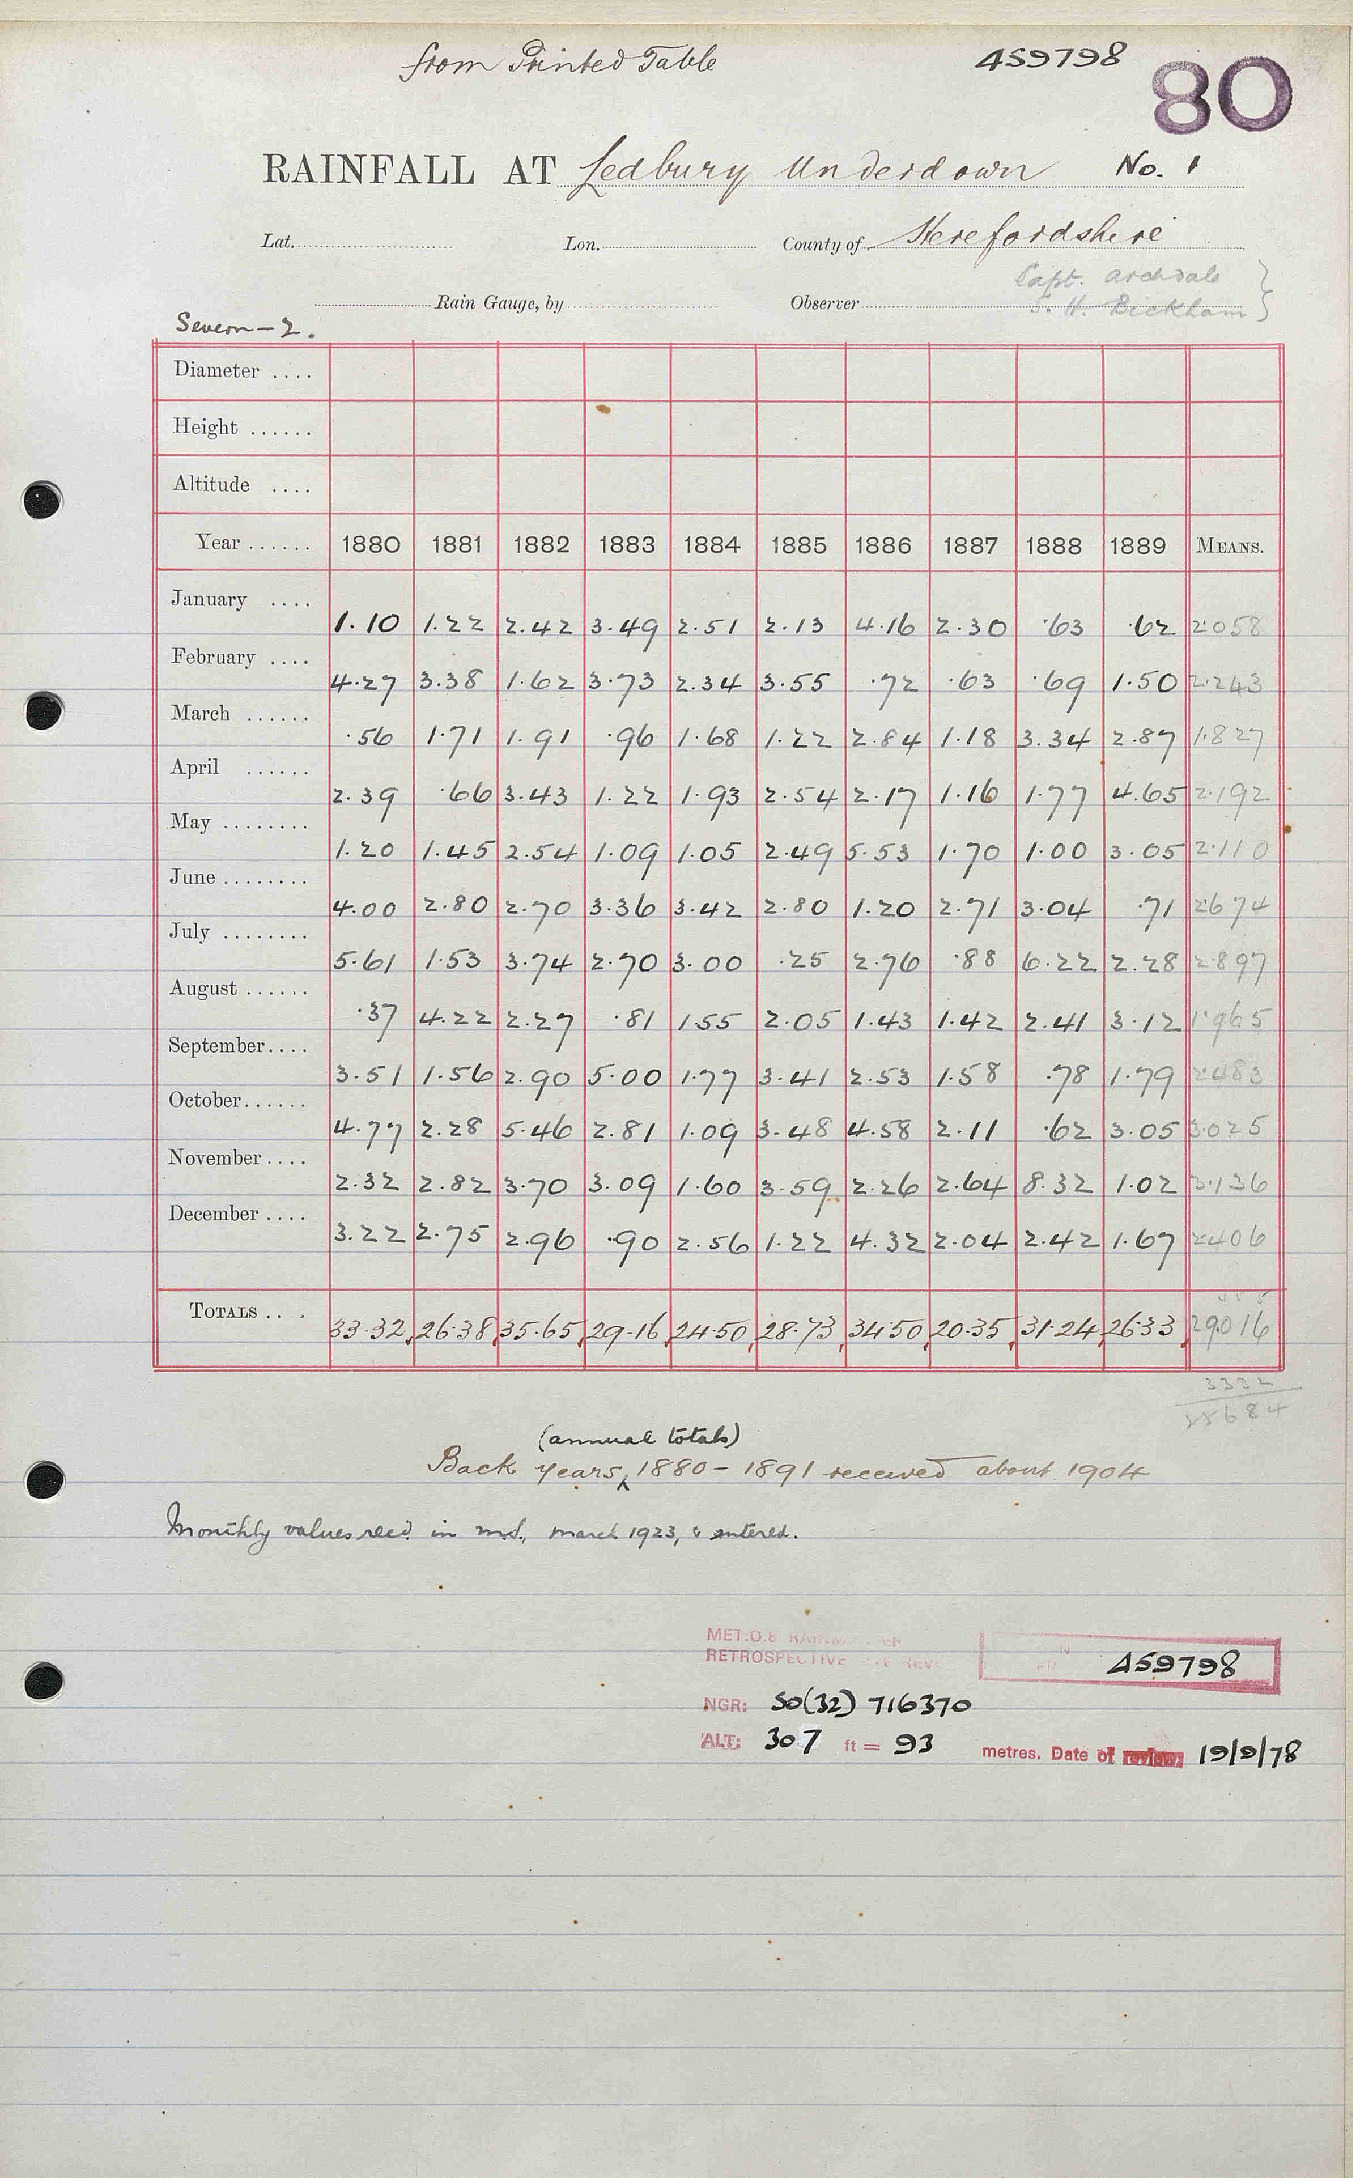 from Printed Table 459798 80
RAINFALL AT Ledbury Underdown No. 1
Lat. Lon. County of Herefordshire
Capt. Archdale
Rain Gauge, by Observer S. H. Bickham
Severn-2.
Diameter ....
Height ......
Altitude ....
Year ...... 1880 1881 1882 1883 1884 1885 1886 1887 1888 1889 MEANS.
January .... 1.10 1.22 2.42 3.49 2.51 2.13 4.16 2.30 .63 .62 2.058
February .... 4.27 3.38 1.62 3.73 2.34 3.55 .72 .63 .69 1.50 2.243
March ...... .56 1.71 1.91 .96 1.68 1.22 2.84 1.18 3.34 2.87 1.827
April ...... 2.39 .66 3.43 1.22 1.93 2.54 2.17 1.16 1.77 4.65 2.192
May ........ 1.20 1.45 2.54 1.09 1.05 2.49 5.53 1.70 1.00 3.05 2.110
June ........ 4.00 2.80 2.70 3.36 3.42 2.80 1.20 2.71 3.04 .71 2.674
July ........ 5.61 1.53 3.74 2.70 3.00 .25 2.76 .88 6.22 2.28 2.897
August ...... .37 4.22 2.27 .81 1.55 2.05 1.43 1.42 2.41 3.12 1.965
September.... 3.51 1.56 2.90 5.00 1.77 3.41 2.53 1.58 .78 1.79 2.483
October...... 4.77 2.28 5.46 2.81 1.09 3.48 4.58 2.11 .62 3.05 3.025
November .... 2.32 2.82 3.70 3.09 1.60 3.59 2.26 2.64 8.32 1.02 3.136
December .... 3.22 2.75 2.96 .90 2.56 1.22 4.32 2.04 2.42 1.67 2.406
TOTALS .... 33.32 26.38 35.65 29.16 24.50 28.73 34.50 20.35 31.24 26.33 29.016
3332
25684
(annual totals)
Back years, 1880-1891 received about 1904
Monthly values recd. in ms., March 1923, & entered.
MET.O.8
RETROSPECTIVE
459798
NGR: SO(32) 716370
ALT: 307 ft = 93 metres. Date of review 19/9/78